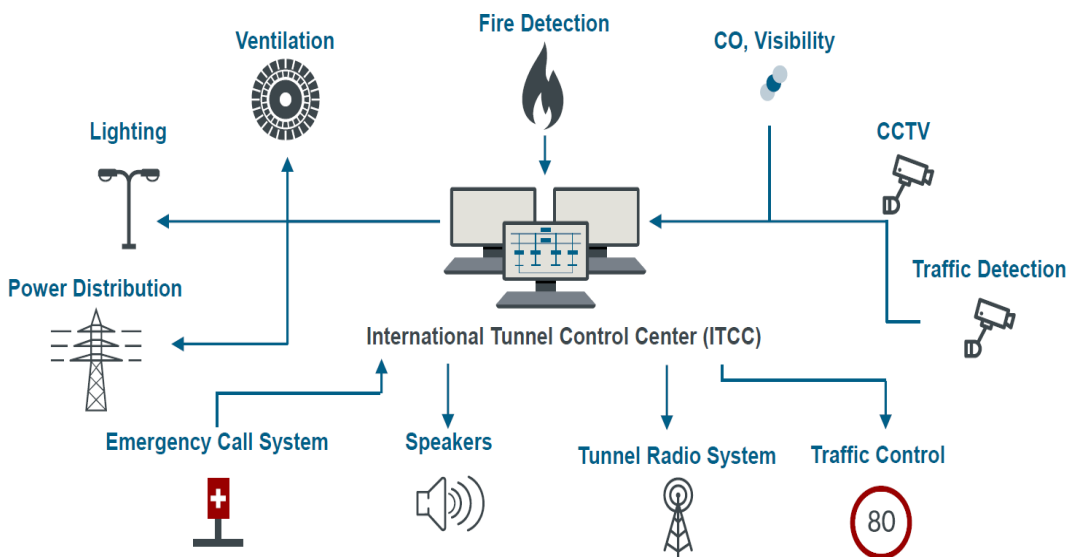 Fire Detection
Ventilation
CO, Visibility
Lighting
CCTV
Power Distribution
Traffic Detection
International Tunnel Control Center (ITCC)
Emergency Call System
Speakers
Tunnel Radio System
Traffic Control
80